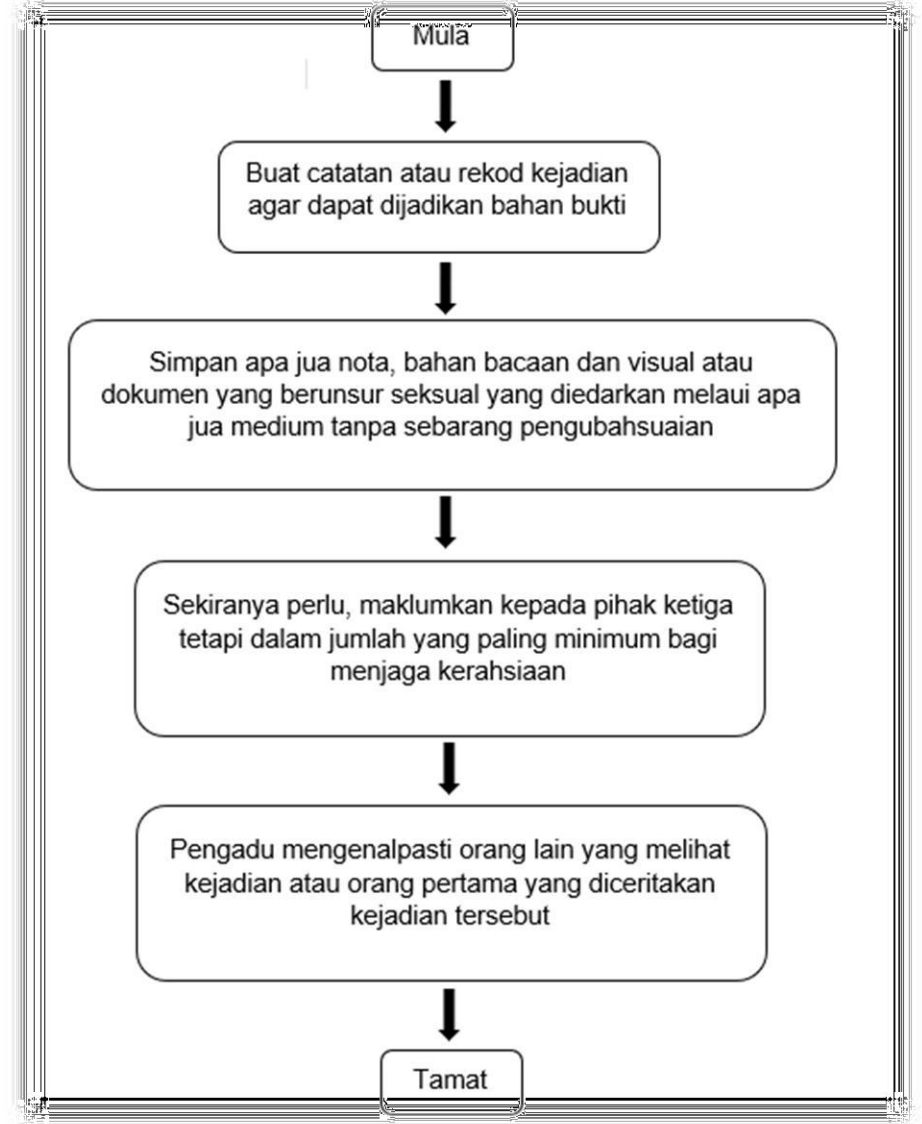 Mula
Buat catatan atau rekod kejadian
agar dapat dijadikan bahan bukti
Simpan apa jua nota, bahan bacaan dan visual atau
dokumen yang berunsur seksual yang diedarkan melaui apa
jua medium tanpa sebarang pengubahsuaian
Sekiranya perlu, maklumkan kepada pihak ketiga
tetapi dalam jumlah yang paling minimum bagi
menjaga kerahsiaan
Pengadu mengenalpasti orang lain yang melihat
kejadian atau orang pertama yang diceritakan
kejadian tersebut
Tamat